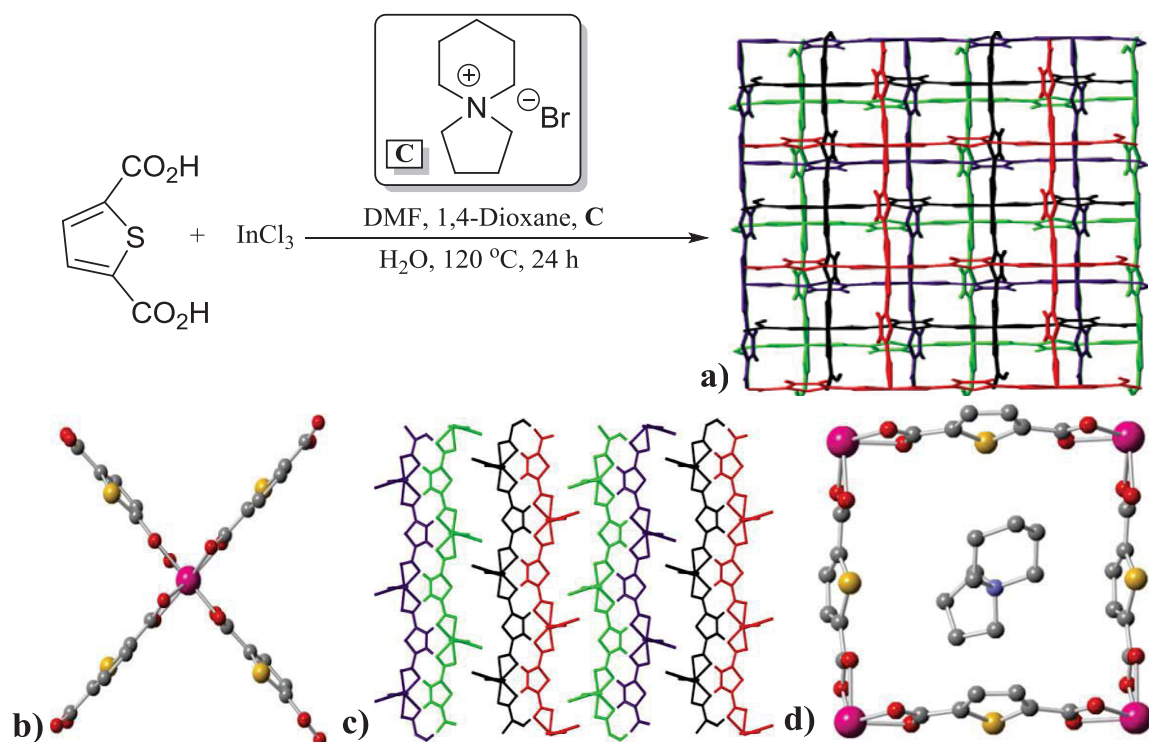 N
⊕
⊖
Br
C
CO₂H
S
CO₂H
+
InCl₃
DMF, 1,4-Dioxane, C
H₂O, 120 °C, 24 h
a)
b)
c)
d)